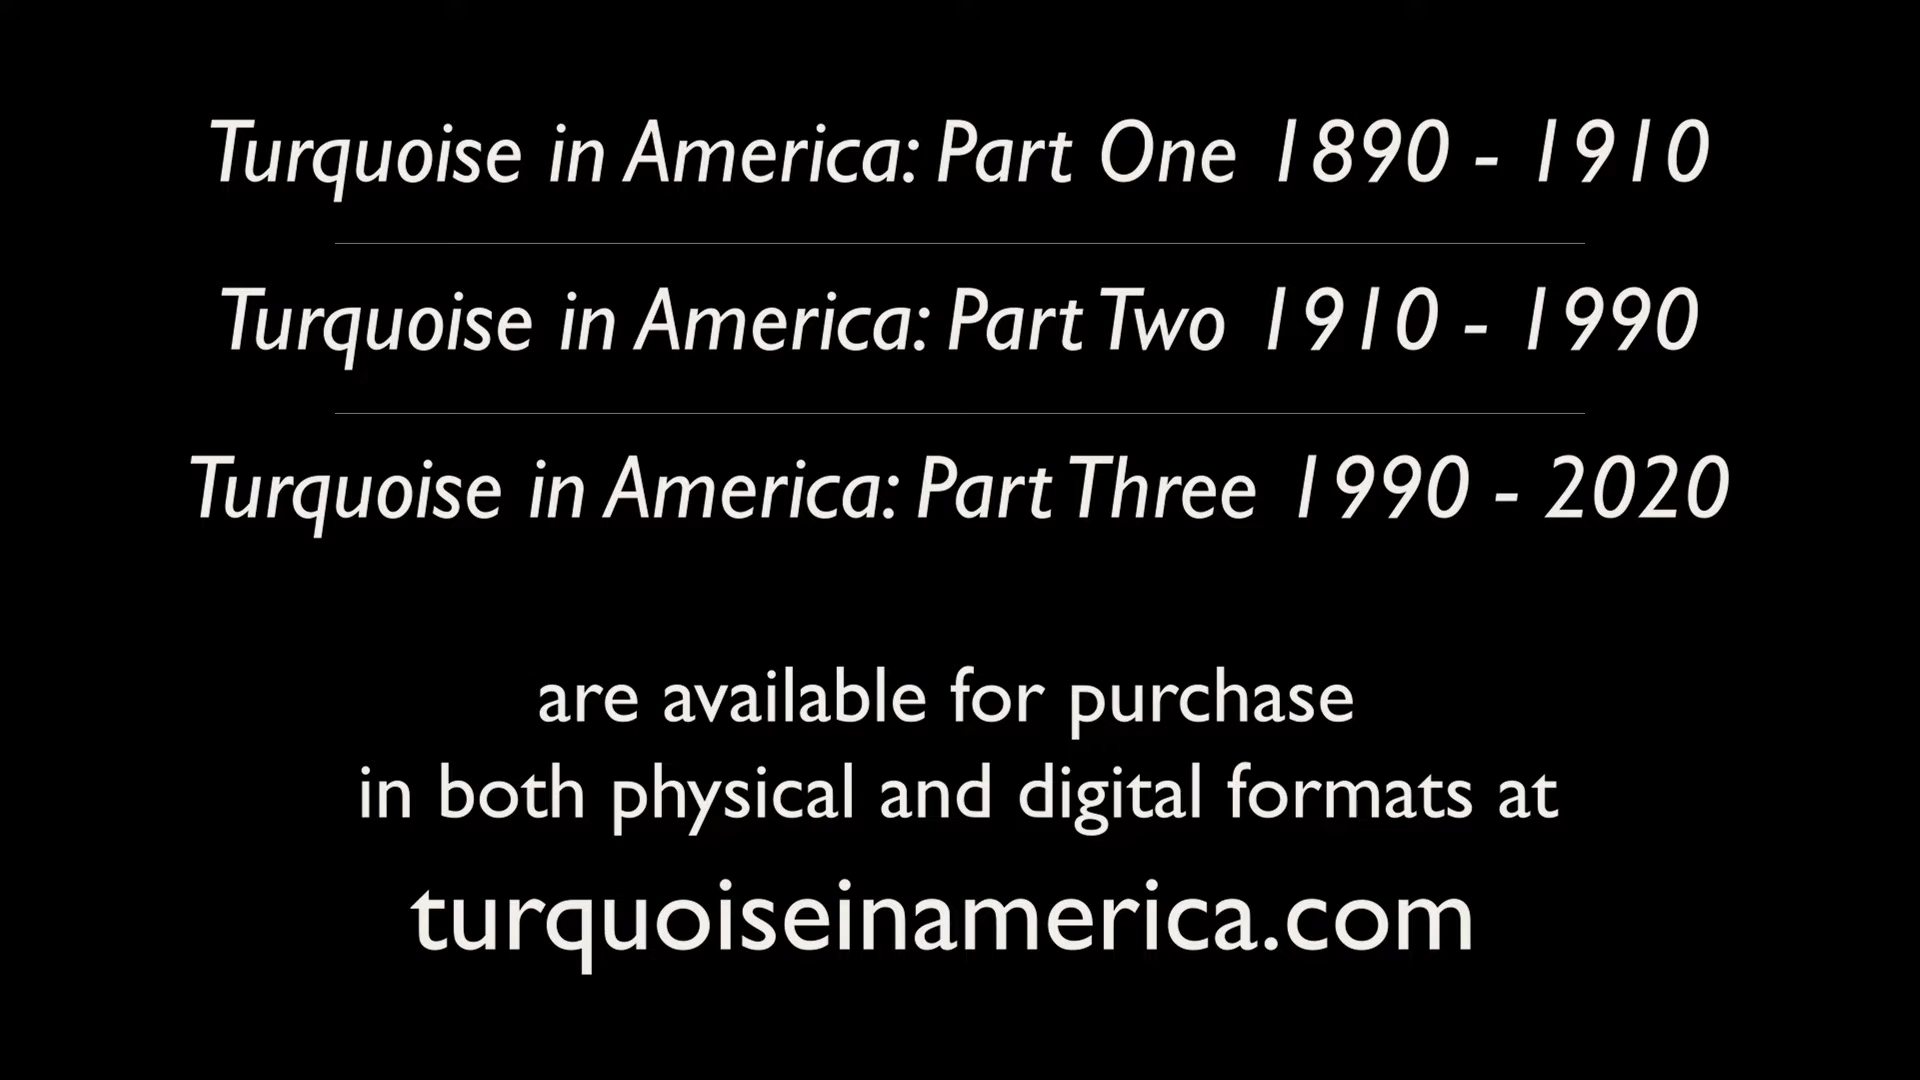 Turquoise in America: Part One 1890 - 1910
Turquoise in America: Part Two 1910 - 1990
Turquoise in America: Part Three 1990 - 2020
are available for purchase
in both physical and digital formats at
turquoiseinamerica.com